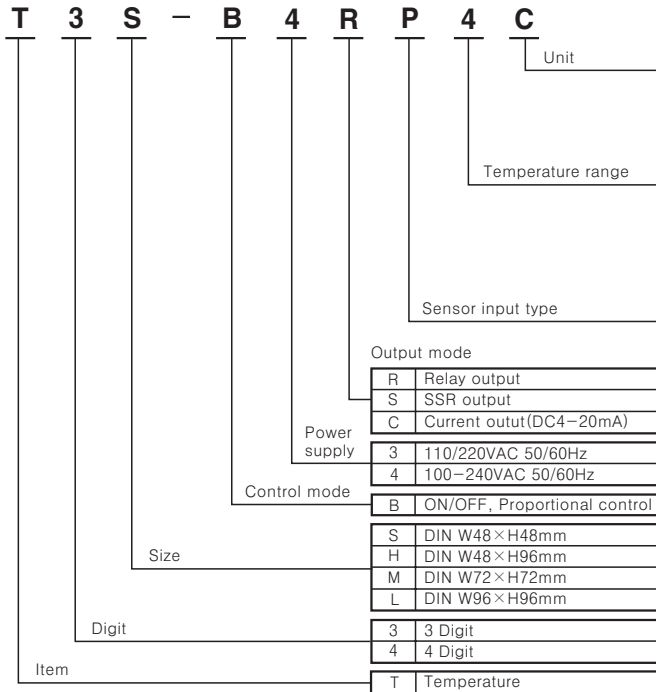 T 3 S － B 4 R P 4 C
Unit
Temperature range
Sensor input type
Output mode
R Relay output
S SSR output
C Current outut(DC4－20mA)
Power
supply
3 110/220VAC 50/60Hz
4 100－240VAC 50/60Hz
Control mode
B ON/OFF, Proportional control
Size
S DIN W48×H48mm
H DIN W48×H96mm
M DIN W72×H72mm
L DIN W96×H96mm
Digit
3 3 Digit
4 4 Digit
Item
T Temperature